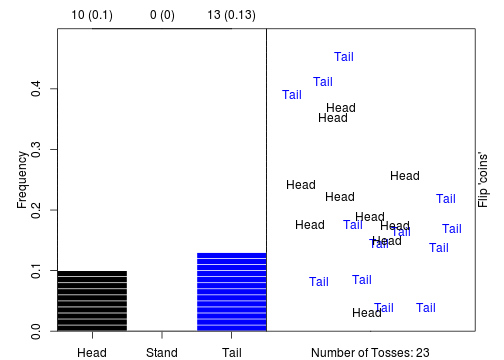 10 (0.1) 0 (0) 13 (0.13)
Frequency
0.4
0.3
0.2
0.1
0.0
Head Stand Tail
Tail
Tail
Tail
Head
Head
Head
Head
Head
Tail
Head
Head
Tail
Head
Tail
Tail
Head
Tail
Tail
Tail
Tail
Head
Tail
Tail
Number of Tosses: 23
Flip 'coins'